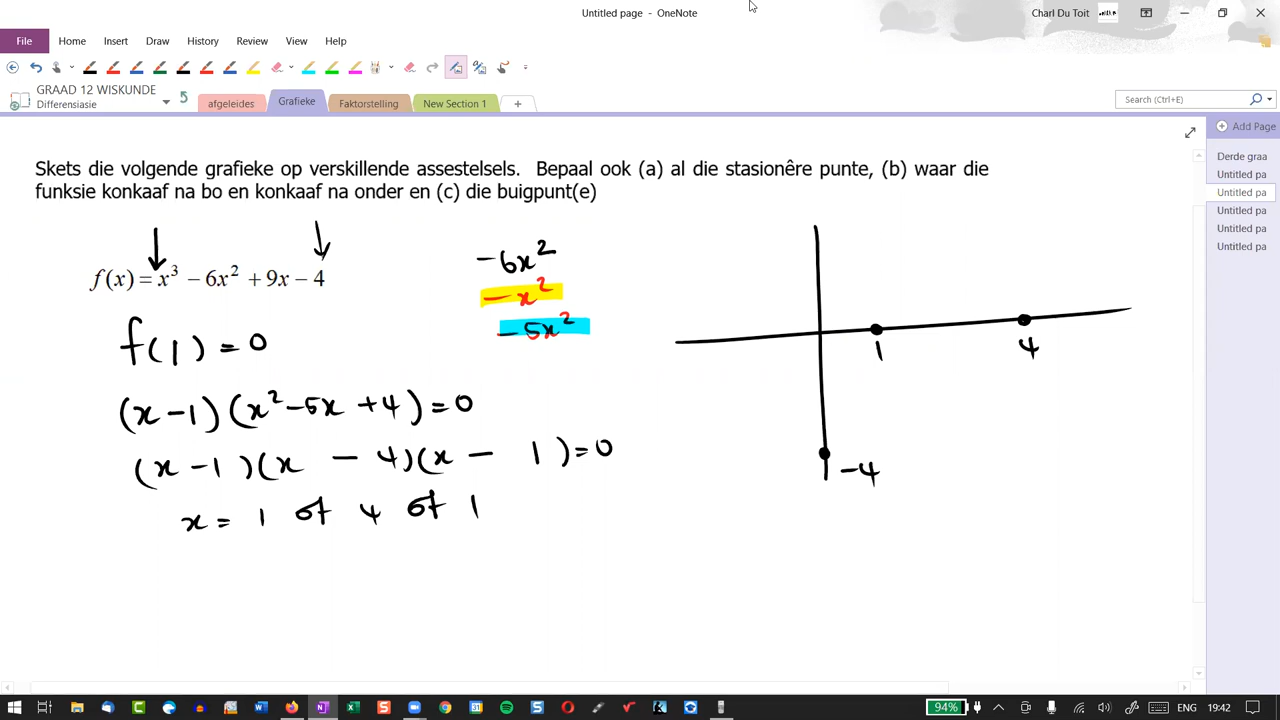 Untitled page - OneNote
Charl Du Toit
File Home Insert Draw History Review View Help
GRAAD 12 WISKUNDE
Differensiasie
afgeleides Grafieke Faktorstelling New Section 1 +
Search (Ctrl+E)
Add Page
Derde graa
Untitled pa
Untitled pa
Untitled pa
Untitled pa
Untitled pa
Skets die volgende grafieke op verskillende assestelsels. Bepaal ook (a) al die stasionêre punte, (b) waar die
funksie konkaaf na bo en konkaaf na onder en (c) die buigpunt(e)
f(x) = x³ − 6x² + 9x − 4
-6x²
-x²
-5x²
f(1) = 0
(x-1)(x²-5x+4)=0
(x-1)(x-4)(x-1)=0
x = 1 of 4 of 1
1
4
-4
94%
ENG
19:42